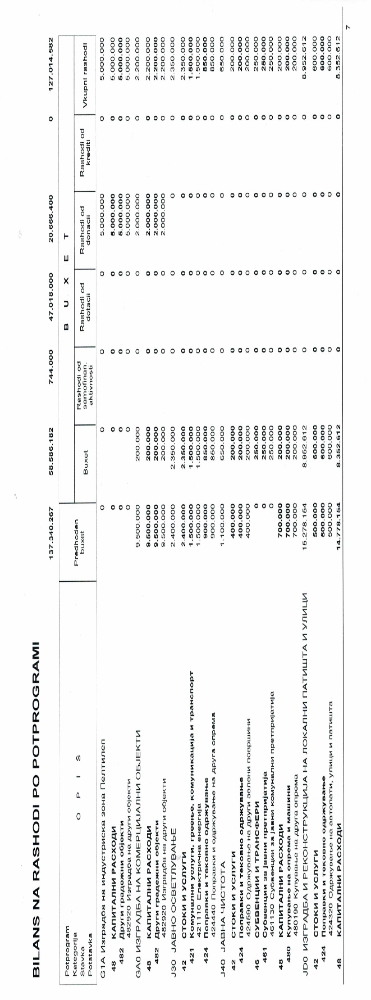 BILANS NA RASHODI PO POTPROGRAMI
137.340.267 58.586.182 744.000 47.018.000 20.666.400 0 127.014.582
Potprogram
Kategorija
Stavka
Potstavka
O P I S
Predhoden buxet
B U X E T
Buxet
Rashodi od samofinan. aktivnosti
Rashodi od dotacii
Rashodi od donacii
Rashodi od krediti
Vkupni rashodi
G1A Изградба на индустриска зона Пелтилеп 0 0 0 0 5.000.000 0 5.000.000
48 КАПИТАЛНИ РАСХОДИ 0 0 0 0 5.000.000 0 5.000.000
482 Други градежни објекти 0 0 0 0 5.000.000 0 5.000.000
482920 Изградба на други објекти 0 0 0 0 5.000.000 0 5.000.000
GA0 ИЗГРАДБА НА КОМЕРЦИЈАЛНИ ОБЈЕКТИ 9.500.000 200.000 0 0 2.000.000 0 2.200.000
48 КАПИТАЛНИ РАСХОДИ 9.500.000 200.000 0 0 2.000.000 0 2.200.000
482 Други градежни објекти 9.500.000 200.000 0 0 2.000.000 0 2.200.000
482920 Изградба на други објекти 9.500.000 200.000 0 0 2.000.000 0 2.200.000
J30 ЈАВНО ОСВЕТЛУВАЊЕ 2.400.000 2.350.000 0 0 0 0 2.350.000
42 СТОКИ И УСЛУГИ 2.400.000 2.350.000 0 0 0 0 2.350.000
421 Комунални услуги, греење, комуникација и транспорт 1.500.000 1.500.000 0 0 0 0 1.500.000
421110 Електрична енергија 1.500.000 1.500.000 0 0 0 0 1.500.000
424 Поправки и тековно одржување 900.000 850.000 0 0 0 0 850.000
424440 Поправки и одржување на друга опрема 900.000 850.000 0 0 0 0 850.000
J40 ЈАВНА ЧИСТОТА 1.100.000 650.000 0 0 0 0 650.000
42 СТОКИ И УСЛУГИ 400.000 200.000 0 0 0 0 200.000
424 Поправки и тековно одржување 400.000 200.000 0 0 0 0 200.000
424590 Одржување на други зелени површини 400.000 200.000 0 0 0 0 200.000
46 СУБВЕНЦИИ И ТРАНСФЕРИ 0 250.000 0 0 0 0 250.000
461 Субвенции за јавни претпријатија 0 250.000 0 0 0 0 250.000
461130 Субвенции за јавни комунални претпријатија 0 250.000 0 0 0 0 250.000
48 КАПИТАЛНИ РАСХОДИ 700.000 200.000 0 0 0 0 200.000
480 Купување на опрема и машини 700.000 200.000 0 0 0 0 200.000
480190 Купување на друга опрема 700.000 200.000 0 0 0 0 200.000
JD0 ИЗГРАДБА И РЕКОНСТРУКЦИЈА НА ЛОКАЛНИ ПАТИШТА И УЛИЦИ 15.278.154 8.952.612 0 0 0 0 8.952.612
42 СТОКИ И УСЛУГИ 500.000 600.000 0 0 0 0 600.000
424 Поправки и тековно одржување 500.000 600.000 0 0 0 0 600.000
424320 Одржување на автопати, улици и патишта 500.000 600.000 0 0 0 0 600.000
48 КАПИТАЛНИ РАСХОДИ 14.778.154 8.352.612 0 0 0 0 8.352.612
7